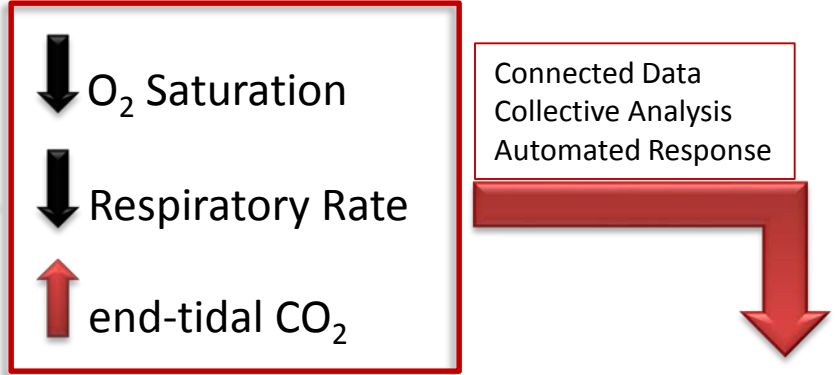 O₂ Saturation
Respiratory Rate
end-tidal CO₂
Connected Data
Collective Analysis
Automated Response